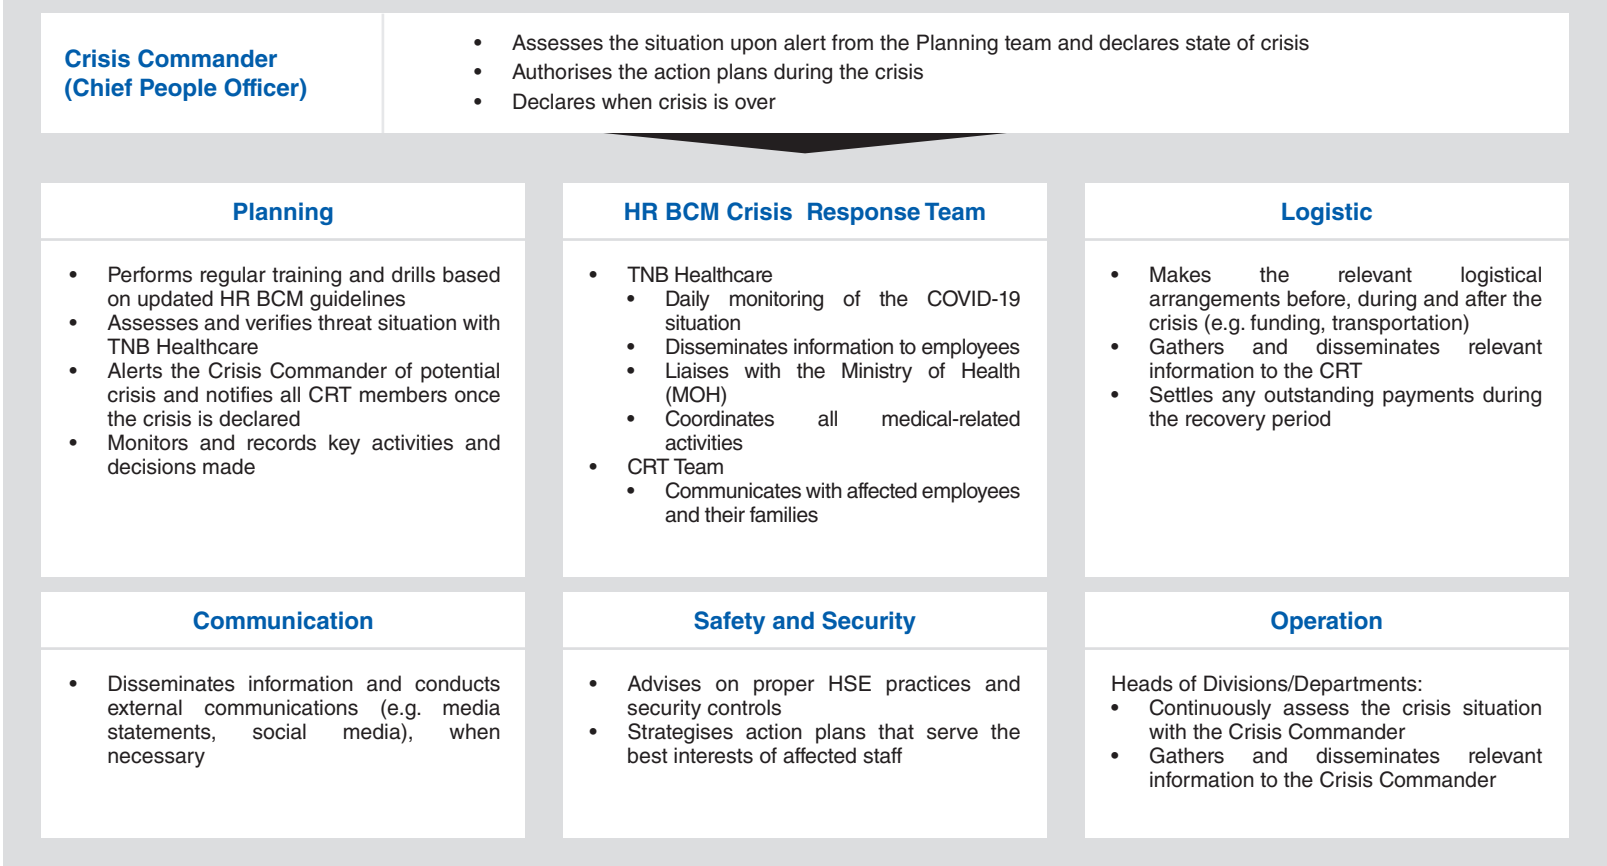 Crisis Commander
(Chief People Officer)
• Assesses the situation upon alert from the Planning team and declares state of crisis
• Authorises the action plans during the crisis
• Declares when crisis is over
Planning
• Performs regular training and drills based
on updated HR BCM guidelines
• Assesses and verifies threat situation with
TNB Healthcare
• Alerts the Crisis Commander of potential
crisis and notifies all CRT members once
the crisis is declared
• Monitors and records key activities and
decisions made
HR BCM Crisis Response Team
• TNB Healthcare
• Daily monitoring of the COVID-19
situation
• Disseminates information to employees
• Liaises with the Ministry of Health
(MOH)
• Coordinates all medical-related
activities
• CRT Team
• Communicates with affected employees
and their families
Logistic
• Makes the relevant logistical
arrangements before, during and after the
crisis (e.g. funding, transportation)
• Gathers and disseminates relevant
information to the CRT
• Settles any outstanding payments during
the recovery period
Communication
• Disseminates information and conducts
external communications (e.g. media
statements, social media), when
necessary
Safety and Security
• Advises on proper HSE practices and
security controls
• Strategises action plans that serve the
best interests of affected staff
Operation
Heads of Divisions/Departments:
• Continuously assess the crisis situation
with the Crisis Commander
• Gathers and disseminates relevant
information to the Crisis Commander